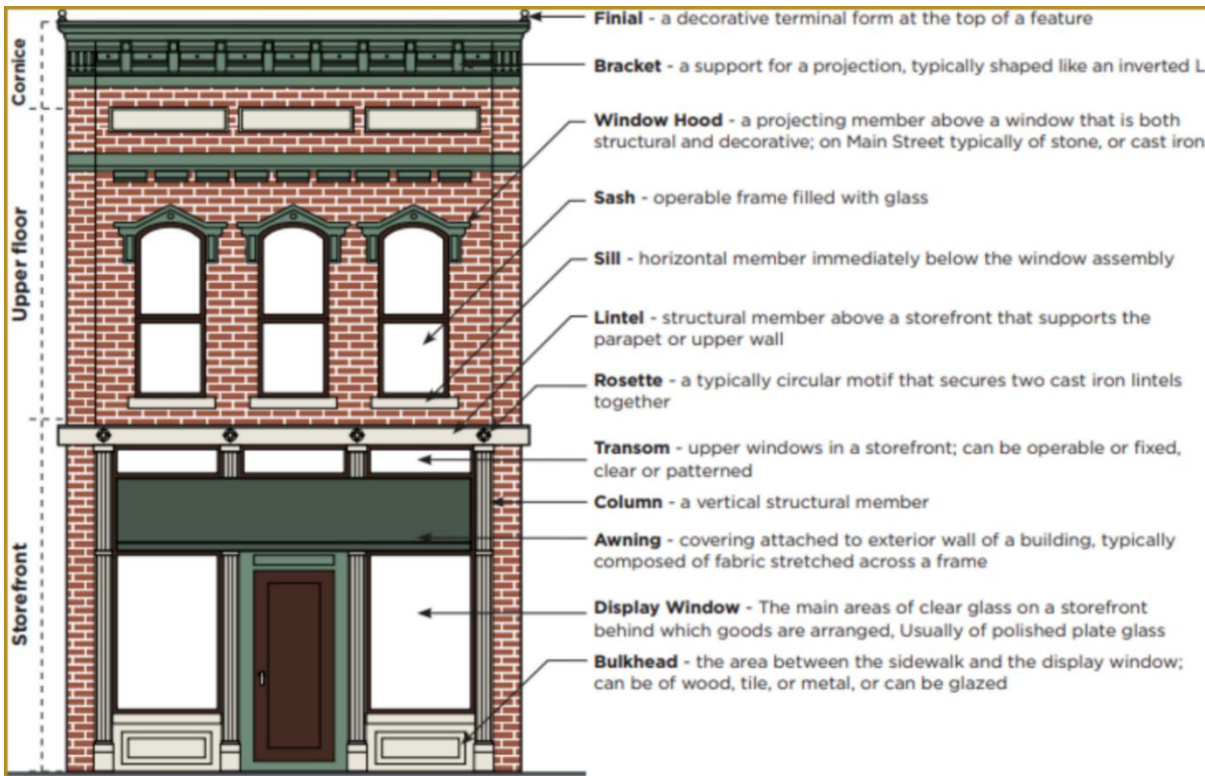 Cornice
Upper floor
Storefront
Finial - a decorative terminal form at the top of a feature
Bracket - a support for a projection, typically shaped like an inverted L
Window Hood - a projecting member above a window that is both
structural and decorative; on Main Street typically of stone, or cast iron
Sash - operable frame filled with glass
Sill - horizontal member immediately below the window assembly
Lintel - structural member above a storefront that supports the
parapet or upper wall
Rosette - a typically circular motif that secures two cast iron lintels
together
Transom - upper windows in a storefront; can be operable or fixed,
clear or patterned
Column - a vertical structural member
Awning - covering attached to exterior wall of a building, typically
composed of fabric stretched across a frame
Display Window - The main areas of clear glass on a storefront
behind which goods are arranged, Usually of polished plate glass
Bulkhead - the area between the sidewalk and the display window;
can be of wood, tile, or metal, or can be glazed